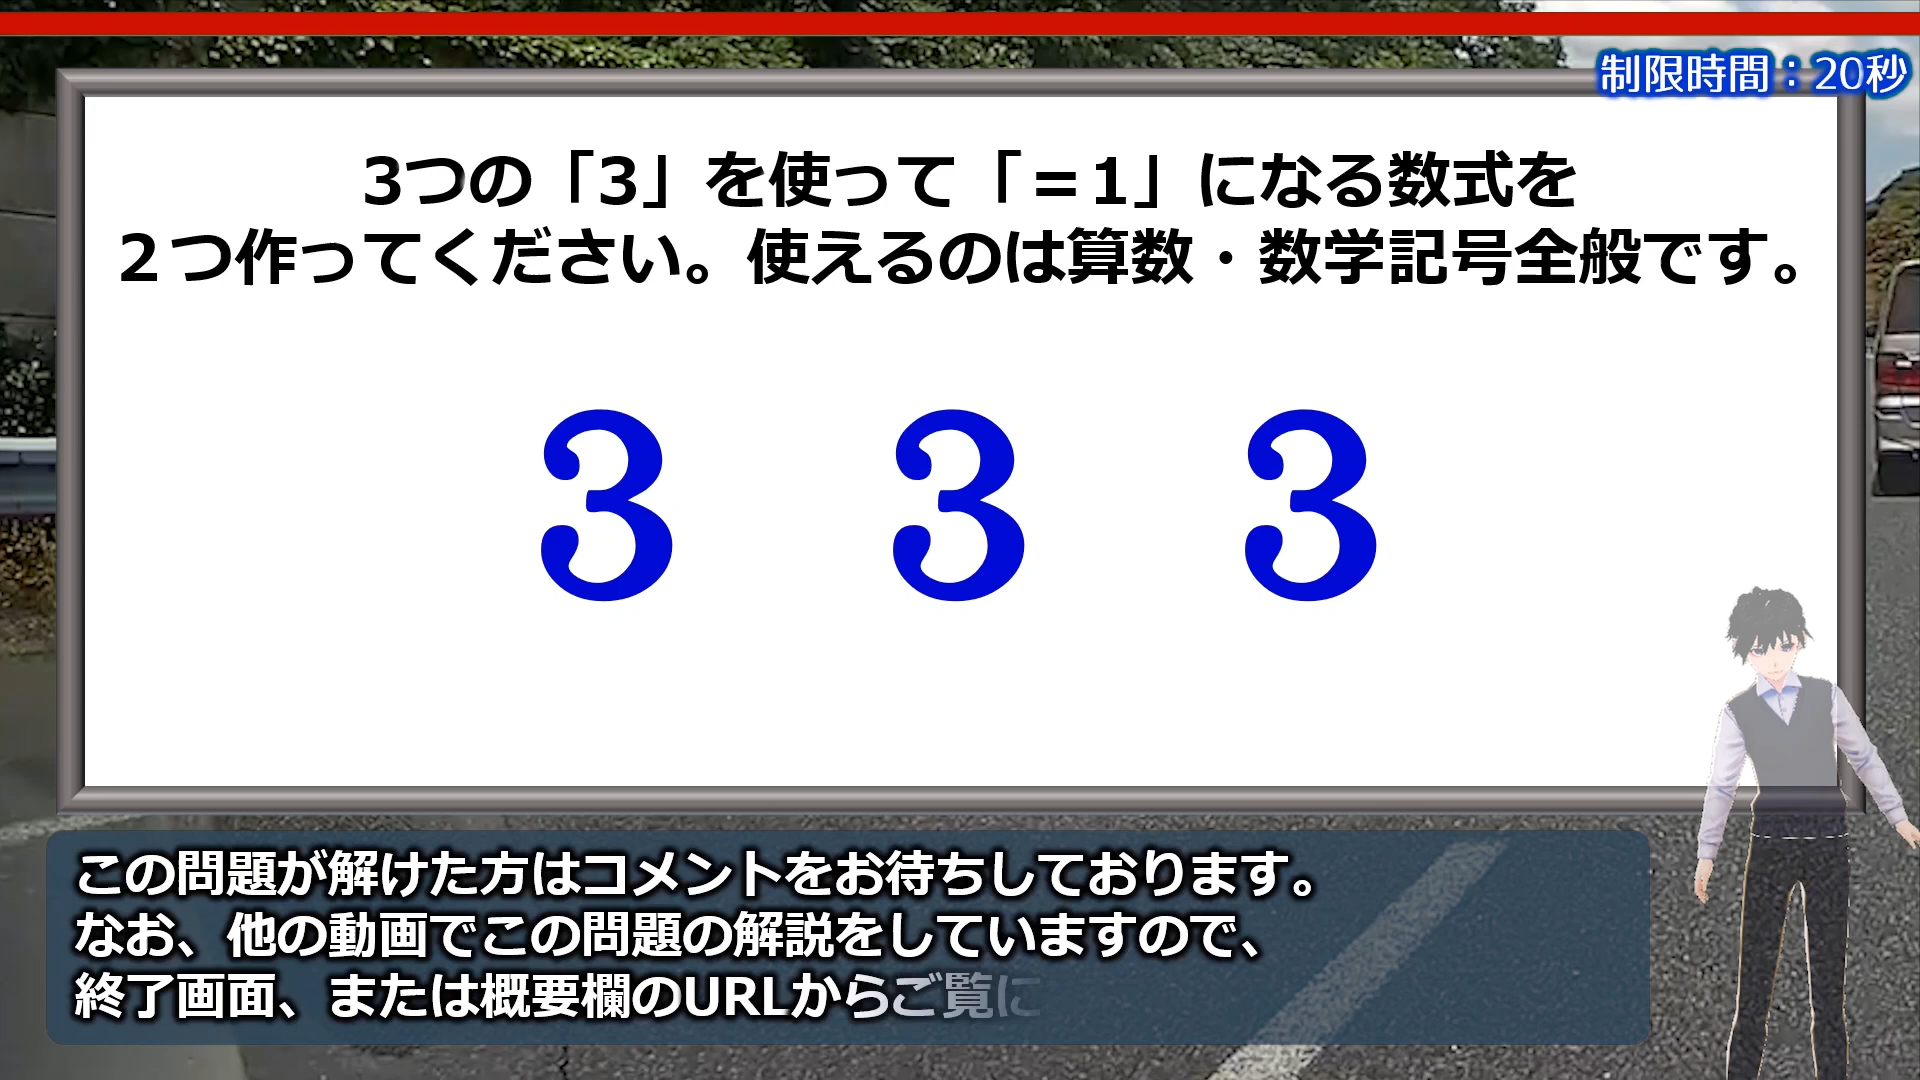 制限時間：20秒
3つの「3」を使って「＝1」になる数式を
２つ作ってください。使えるのは算数・数学記号全般です。
3 3 3
この問題が解けた方はコメントをお待ちしております。
なお、他の動画でこの問題の解説をしていますので、
終了画面、または概要欄のURLからご覧に